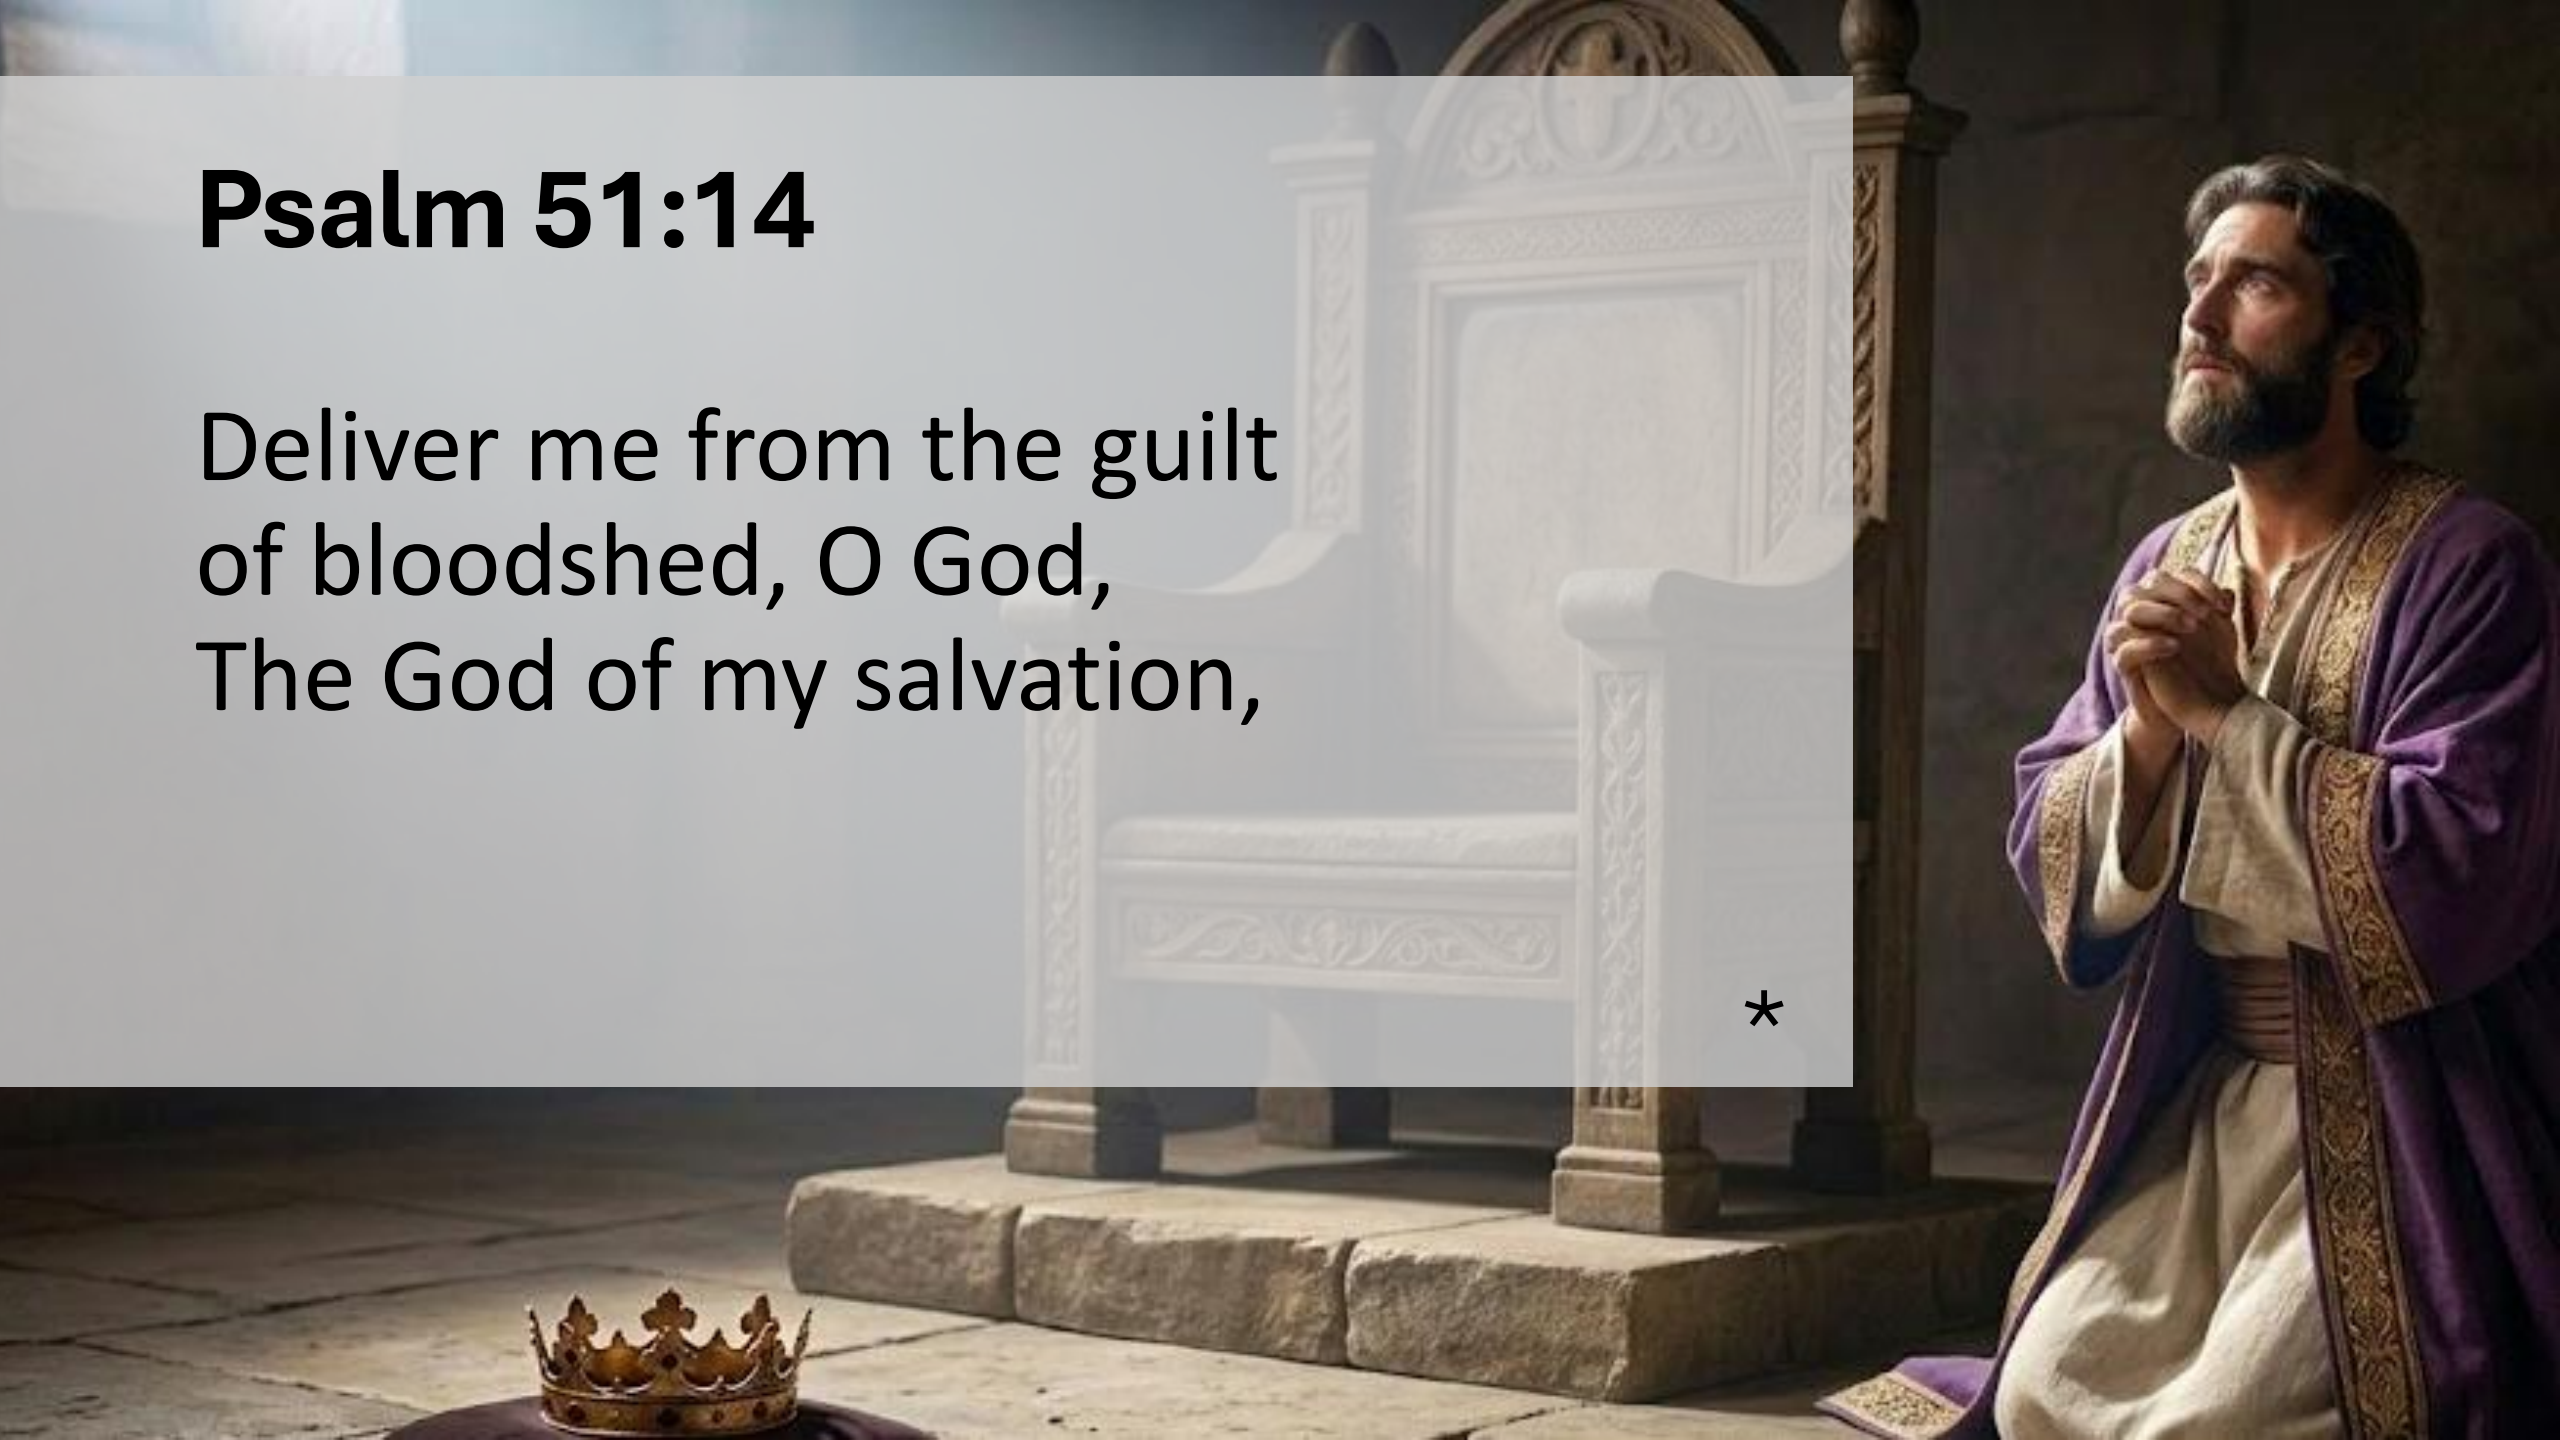 Psalm 51:14
Deliver me from the guilt
of bloodshed, O God,
The God of my salvation,
*